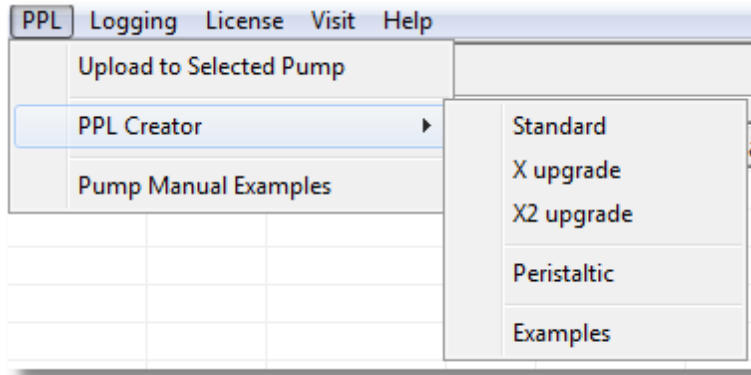 PPL Logging License Visit Help
Upload to Selected Pump
PPL Creator
Pump Manual Examples
Standard
X upgrade
X2 upgrade
Peristaltic
Examples